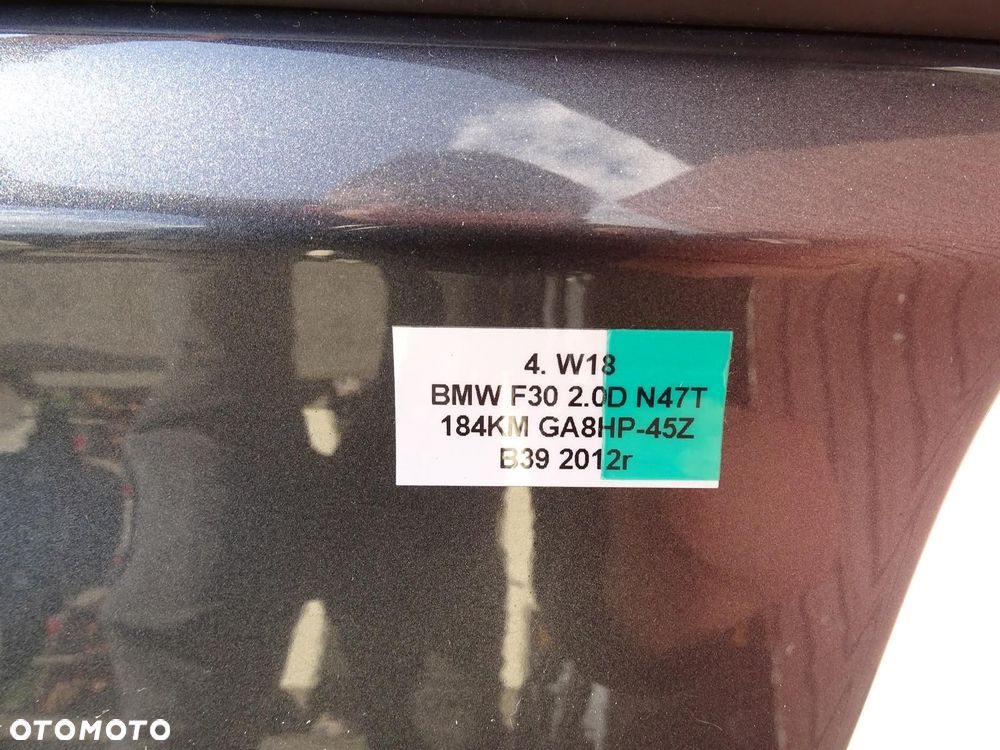 4. W18
BMW F30 2.0D N47T
184KM GA8HP-45Z
B39 2012r
OTOMOTO